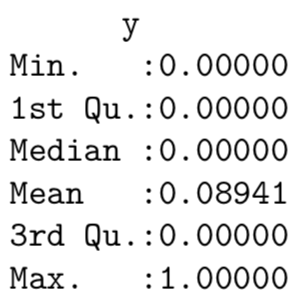 y
Min.   :0.00000
1st Qu.:0.00000
Median :0.00000
Mean   :0.08941
3rd Qu.:0.00000
Max.   :1.00000